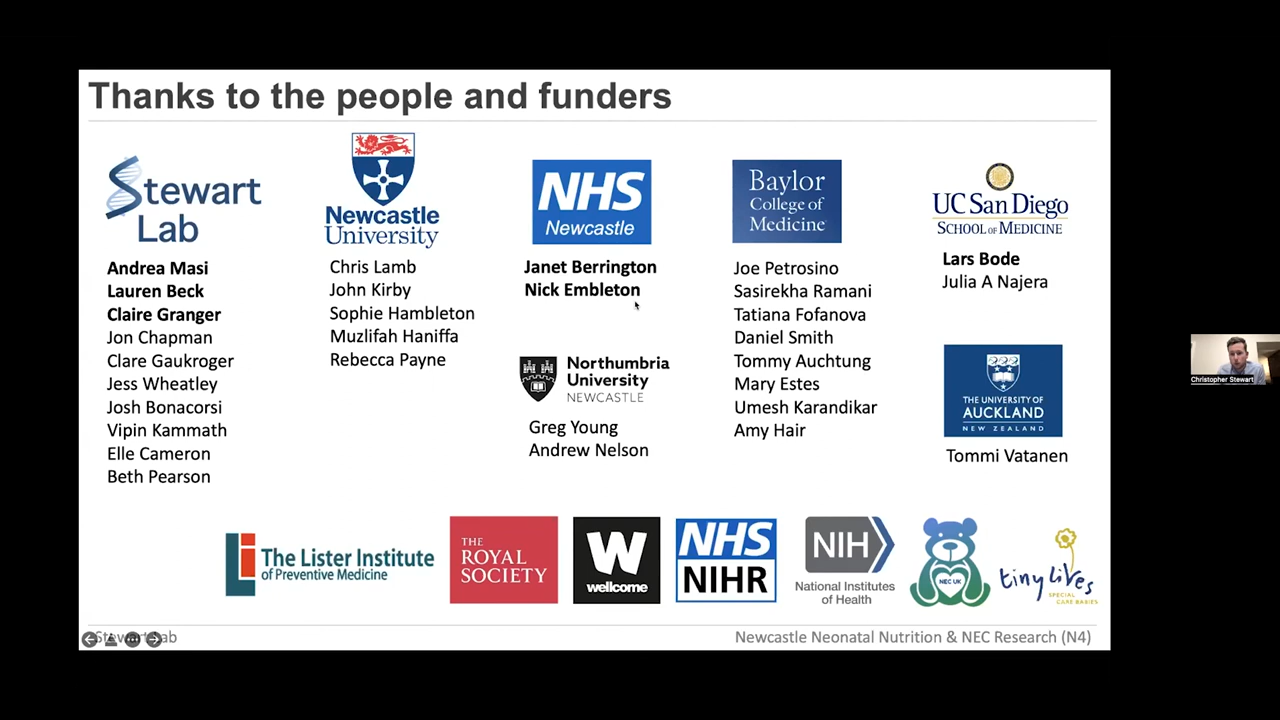 Thanks to the people and funders
Stewart
Lab
Andrea Masi
Lauren Beck
Claire Granger
Jon Chapman
Clare Gaukroger
Jess Wheatley
Josh Bonacorsi
Vipin Kammath
Elle Cameron
Beth Pearson
Newcastle
University
Chris Lamb
John Kirby
Sophie Hambleton
Muzlifah Haniffa
Rebecca Payne
NHS
Newcastle
Janet Berrington
Nick Embleton
Northumbria
University
NEWCASTLE
Greg Young
Andrew Nelson
Baylor
College of
Medicine
Joe Petrosino
Sasirekha Ramani
Tatiana Fofanova
Daniel Smith
Tommy Auchtung
Mary Estes
Umesh Karandikar
Amy Hair
UC San Diego
SCHOOL OF MEDICINE
Lars Bode
Julia A Najera
THE UNIVERSITY OF
AUCKLAND
NEW ZEALAND
Tommi Vatanen
The Lister Institute
of Preventive Medicine
THE
ROYAL
SOCIETY
W
wellcome
NHS
NIHR
NIH
National Institutes
of Health
NEC UK
tiny lives
SPECIAL
CARE BABIES
Stewart Lab
Newcastle Neonatal Nutrition & NEC Research (N4)
Christopher Stewart